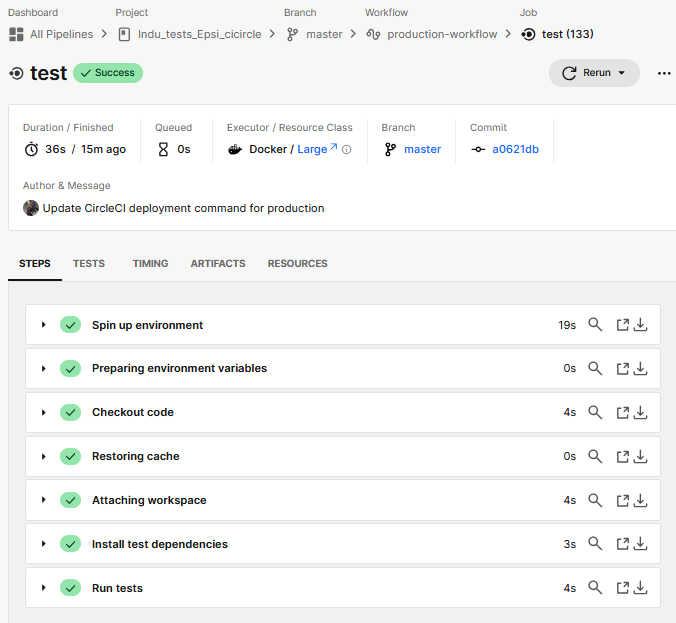 Dashboard Project Branch Workflow Job
All Pipelines Indu_tests_Epsi_cicircle master production-workflow test (133)
test Success Rerun
Duration / Finished Queued Executor / Resource Class Branch Commit
36s / 15m ago 0s Docker / Large master a0621db
Author & Message
Update CircleCI deployment command for production
STEPS TESTS TIMING ARTIFACTS RESOURCES
Spin up environment 19s
Preparing environment variables 0s
Checkout code 4s
Restoring cache 0s
Attaching workspace 4s
Install test dependencies 3s
Run tests 4s